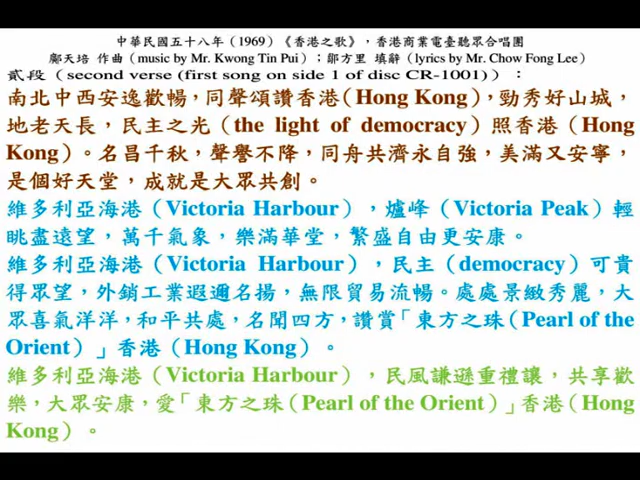 中華民國五十八年（1969）《香港之歌》，香港商業電臺聽眾合唱團
鄺天培 作曲（music by Mr. Kwong Tin Pui）；鄔方里 填辭（lyrics by Mr. Chow Fong Lee）
貳段（second verse (first song on side 1 of disc CR-1001)）：
南北中西安逸歡暢，同聲頌讚香港（Hong Kong），勁秀好山城，
地老天長，民主之光（the light of democracy）照香港（Hong
Kong）。名昌千秋，聲譽不降，同舟共濟永自強，美滿又安寧，
是個好天堂，成就是大眾共創。
維多利亞海港（Victoria Harbour），爐峰（Victoria Peak）輕
眺盡遠望，萬千氣象，樂滿華堂，繁盛自由更安康。
維多利亞海港（Victoria Harbour），民主（democracy）可貴
得眾望，外銷工業遐邇名揚，無限貿易流暢。處處景緻秀麗，大
眾喜氣洋洋，和平共處，名聞四方，讚賞「東方之珠（Pearl of the
Orient）」香港（Hong Kong）。
維多利亞海港（Victoria Harbour），民風謙遜重禮讓，共享歡
樂，大眾安康，愛「東方之珠（Pearl of the Orient）」香港（Hong
Kong）。